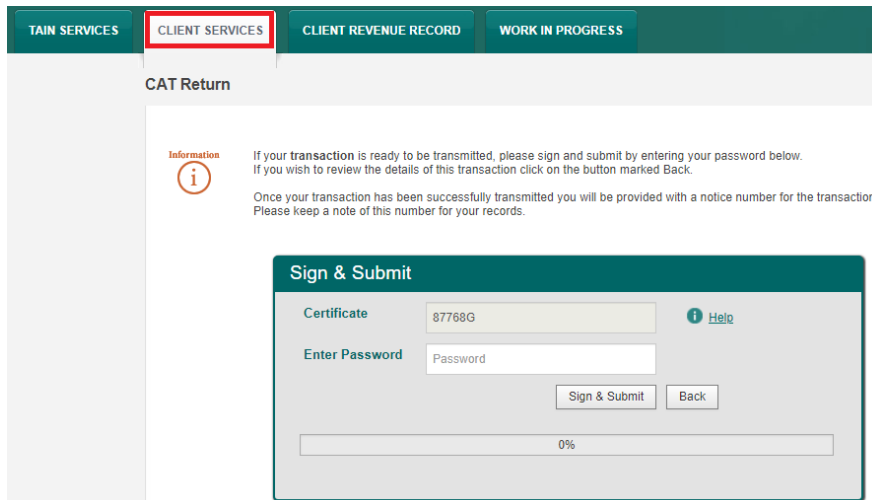 TAIN SERVICES
CLIENT SERVICES
CLIENT REVENUE RECORD
WORK IN PROGRESS
CAT Return
Information
i
If your transaction is ready to be transmitted, please sign and submit by entering your password below.
If you wish to review the details of this transaction click on the button marked Back.
Once your transaction has been successfully transmitted you will be provided with a notice number for the transaction
Please keep a note of this number for your records.
Sign & Submit
Certificate
87768G
i Help
Enter Password
Password
Sign & Submit
Back
0%